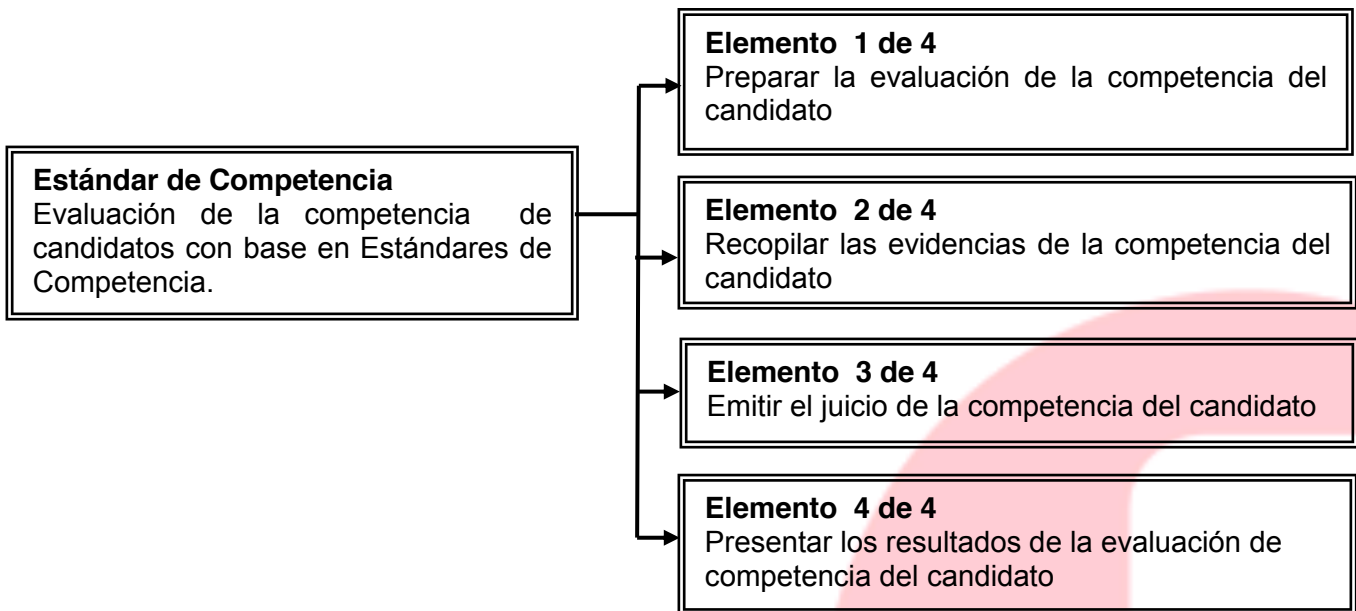 Estándar de Competencia
Evaluación de la competencia de
candidatos con base en Estándares de
Competencia.
Elemento 1 de 4
Preparar la evaluación de la competencia del
candidato
Elemento 2 de 4
Recopilar las evidencias de la competencia del
candidato
Elemento 3 de 4
Emitir el juicio de la competencia del candidato
Elemento 4 de 4
Presentar los resultados de la evaluación de
competencia del candidato